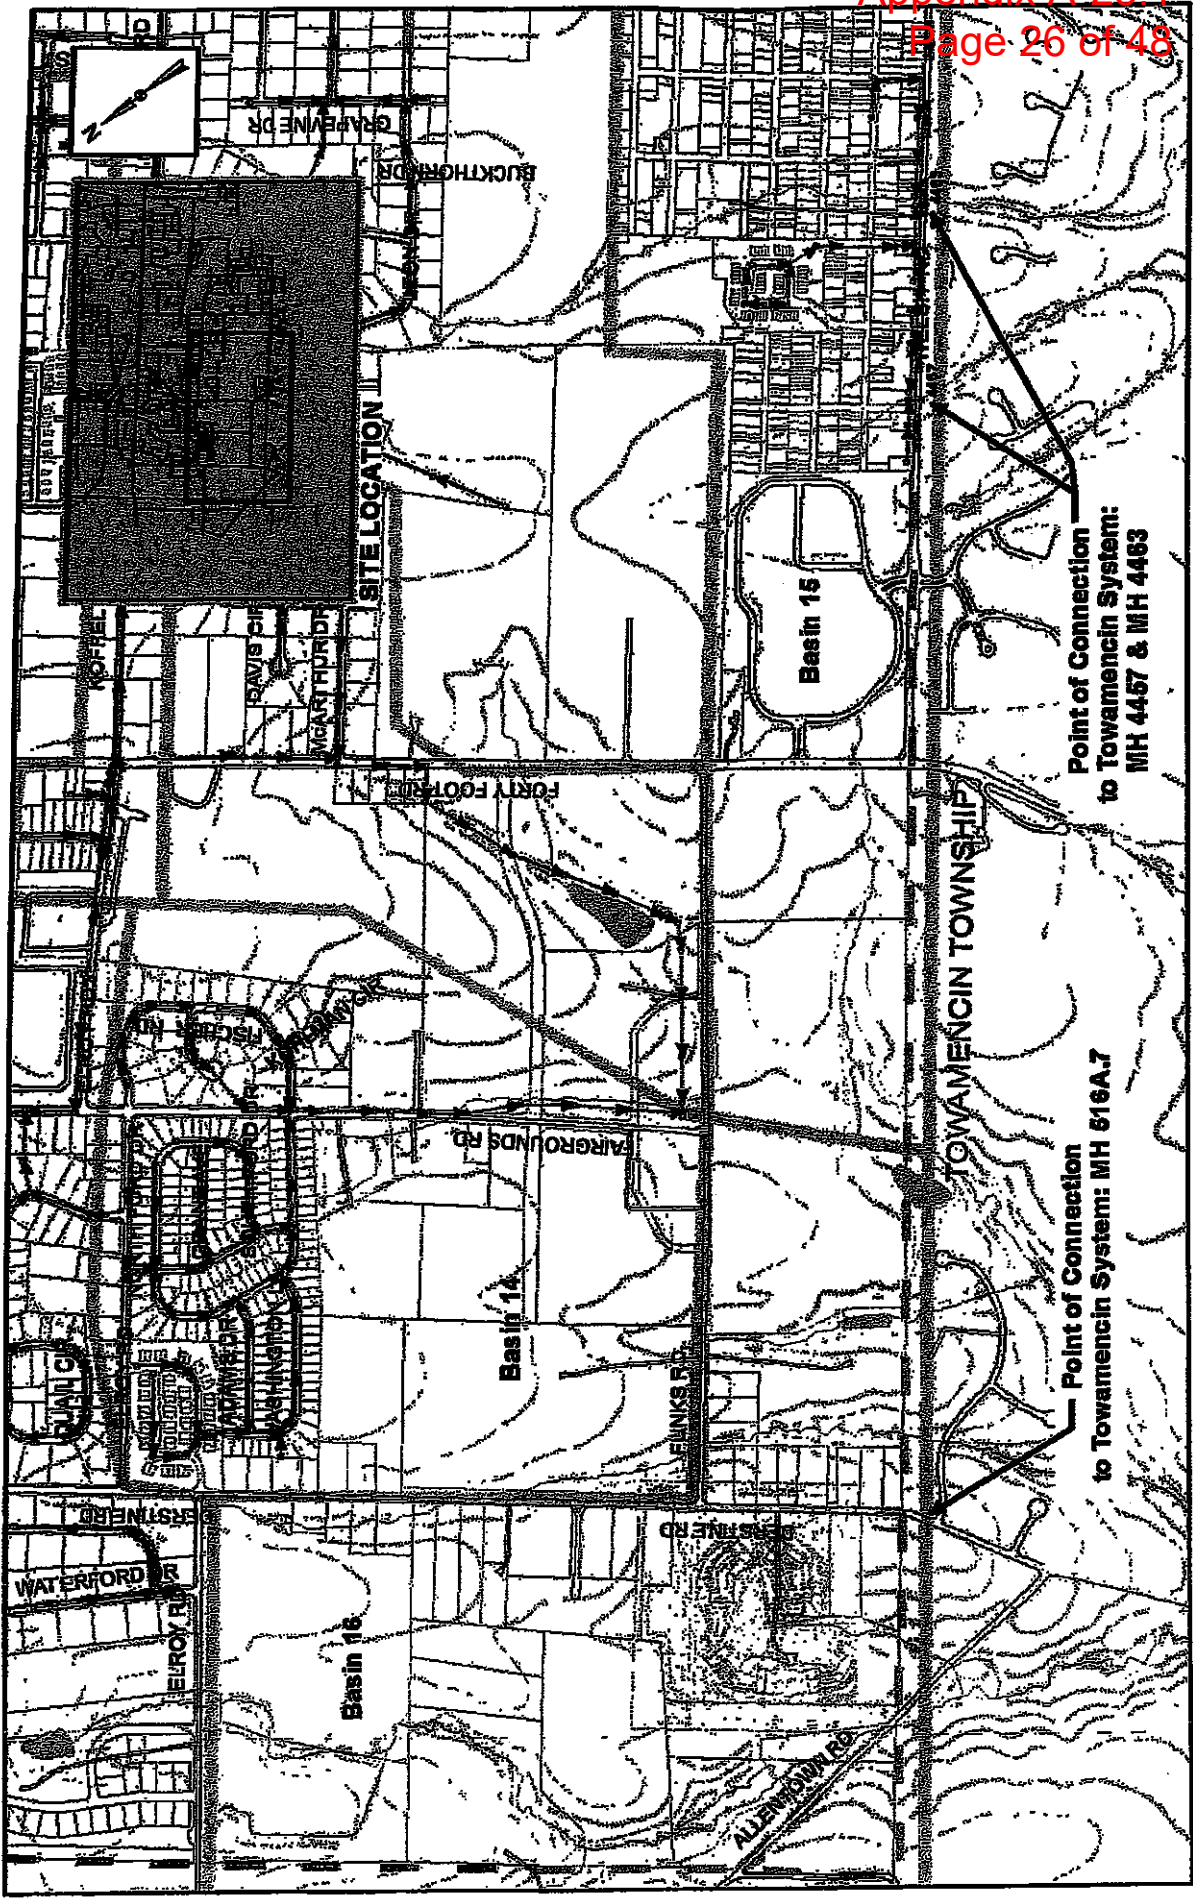 Page 26 of 48
N
GRAPEVINE DR
BUCKTHORN DR
SITE LOCATION
DAVIS CIR
McARTHUR DR
FORTY FOOT RD
Basin 15
Point of Connection
to Towamencin System:
MH 4457 & MH 4463
TOWAMENCIN TOWNSHIP
FISCHER RD
FAIRGROUNDS RD
QUAIL CIR
ADAMS DR
WASHINGTON
Basin 14
FUNKS R
Point of Connection
to Towamencin System: MH 516A.7
DERSTINE RD
DERSTINE RD
WATERFORD DR
ELROY RD
Basin 16
ALLENTOWN RD